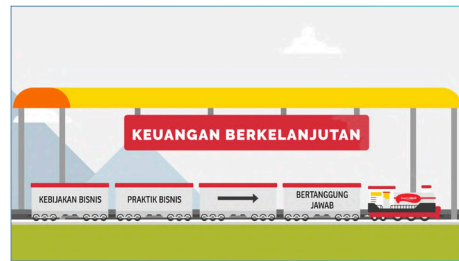 KEUANGAN BERKELANJUTAN
KEBIJAKAN BISNIS
PRAKTIK BISNIS
BERTANGGUNG
JAWAB